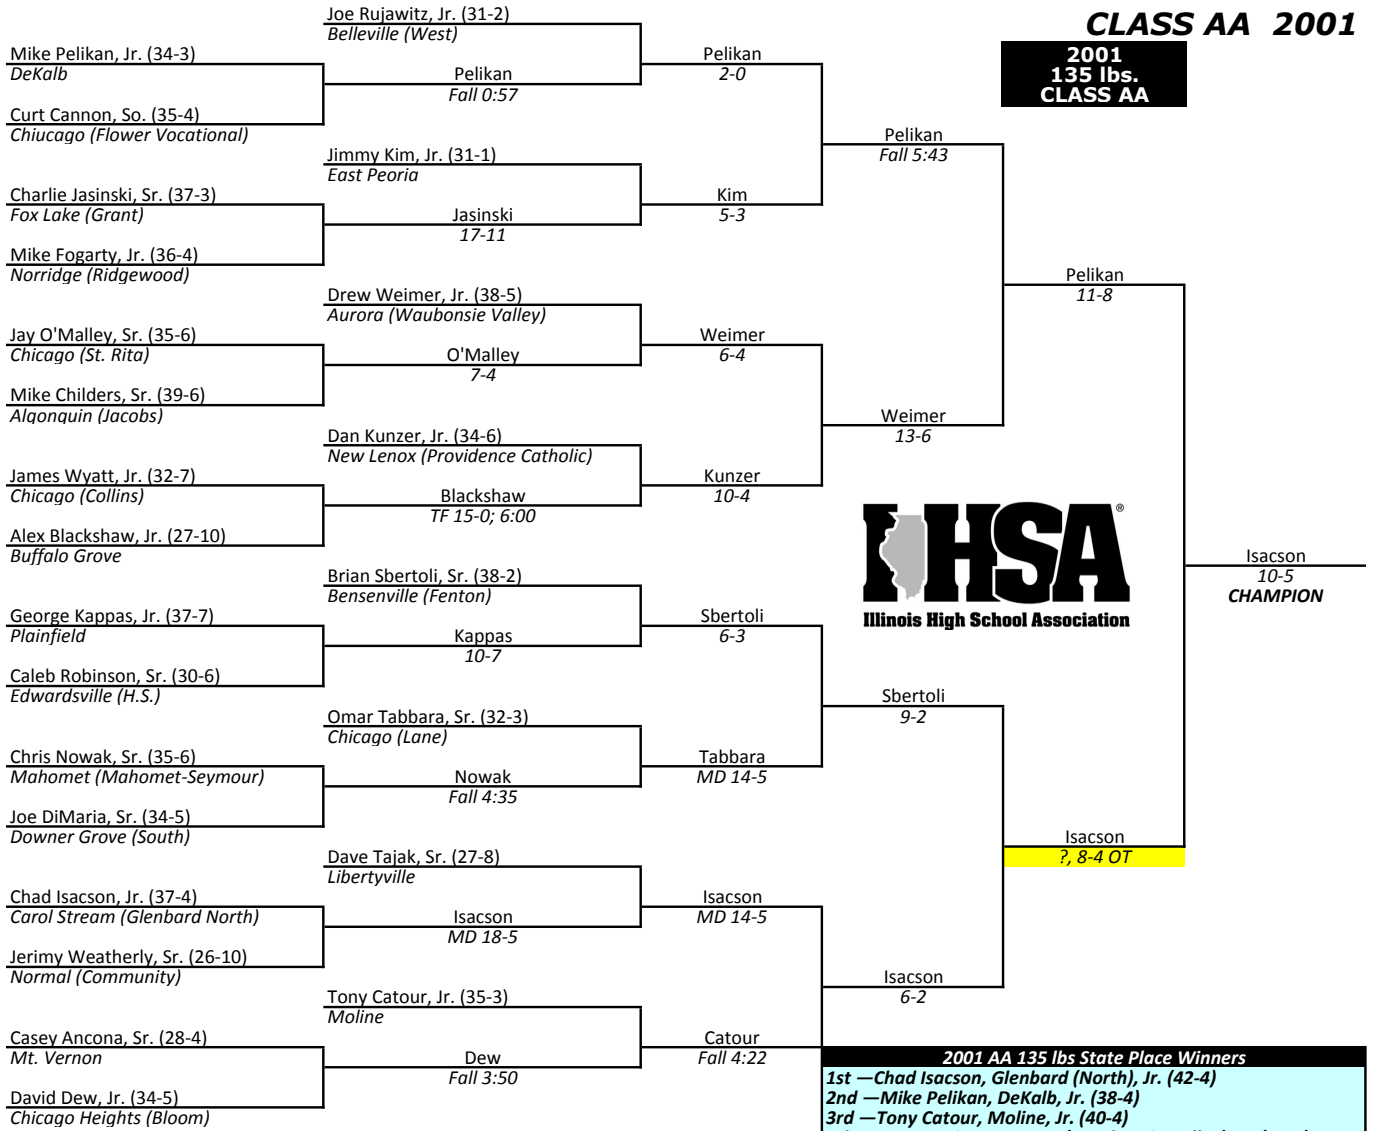 CLASS AA 2001
2001
135 lbs.
CLASS AA
Mike Pelikan, Jr. (34-3)
DeKalb
Curt Cannon, So. (35-4)
Chiucago (Flower Vocational)
Charlie Jasinski, Sr. (37-3)
Fox Lake (Grant)
Mike Fogarty, Jr. (36-4)
Norridge (Ridgewood)
Jay O'Malley, Sr. (35-6)
Chicago (St. Rita)
Mike Childers, Sr. (39-6)
Algonquin (Jacobs)
James Wyatt, Jr. (32-7)
Chicago (Collins)
Alex Blackshaw, Jr. (27-10)
Buffalo Grove
George Kappas, Jr. (37-7)
Plainfield
Caleb Robinson, Sr. (30-6)
Edwardsville (H.S.)
Chris Nowak, Sr. (35-6)
Mahomet (Mahomet-Seymour)
Joe DiMaria, Sr. (34-5)
Downer Grove (South)
Chad Isacson, Jr. (37-4)
Carol Stream (Glenbard North)
Jerimy Weatherly, Sr. (26-10)
Normal (Community)
Casey Ancona, Sr. (28-4)
Mt. Vernon
David Dew, Jr. (34-5)
Chicago Heights (Bloom)
Joe Rujawitz, Jr. (31-2)
Belleville (West)
Pelikan
Fall 0:57
Jimmy Kim, Jr. (31-1)
East Peoria
Jasinski
17-11
Drew Weimer, Jr. (38-5)
Aurora (Waubonsie Valley)
O'Malley
7-4
Dan Kunzer, Jr. (34-6)
New Lenox (Providence Catholic)
Blackshaw
TF 15-0; 6:00
Brian Sbertoli, Sr. (38-2)
Bensenville (Fenton)
Kappas
10-7
Omar Tabbara, Sr. (32-3)
Chicago (Lane)
Nowak
Fall 4:35
Dave Tajak, Sr. (27-8)
Libertyville
Isacson
MD 18-5
Tony Catour, Jr. (35-3)
Moline
Dew
Fall 3:50
Pelikan
2-0
Kim
5-3
Weimer
6-4
Kunzer
10-4
Sbertoli
6-3
Tabbara
MD 14-5
Isacson
MD 14-5
Catour
Fall 4:22
Pelikan
Fall 5:43
Weimer
13-6
Sbertoli
9-2
Isacson
6-2
Pelikan
11-8
Isacson
?, 8-4 OT
Isacson
10-5
CHAMPION
IHSA®
Illinois High School Association
2001 AA 135 lbs State Place Winners
1st —Chad Isacson, Glenbard (North), Jr. (42-4)
2nd —Mike Pelikan, DeKalb, Jr. (38-4)
3rd —Tony Catour, Moline, Jr. (40-4)